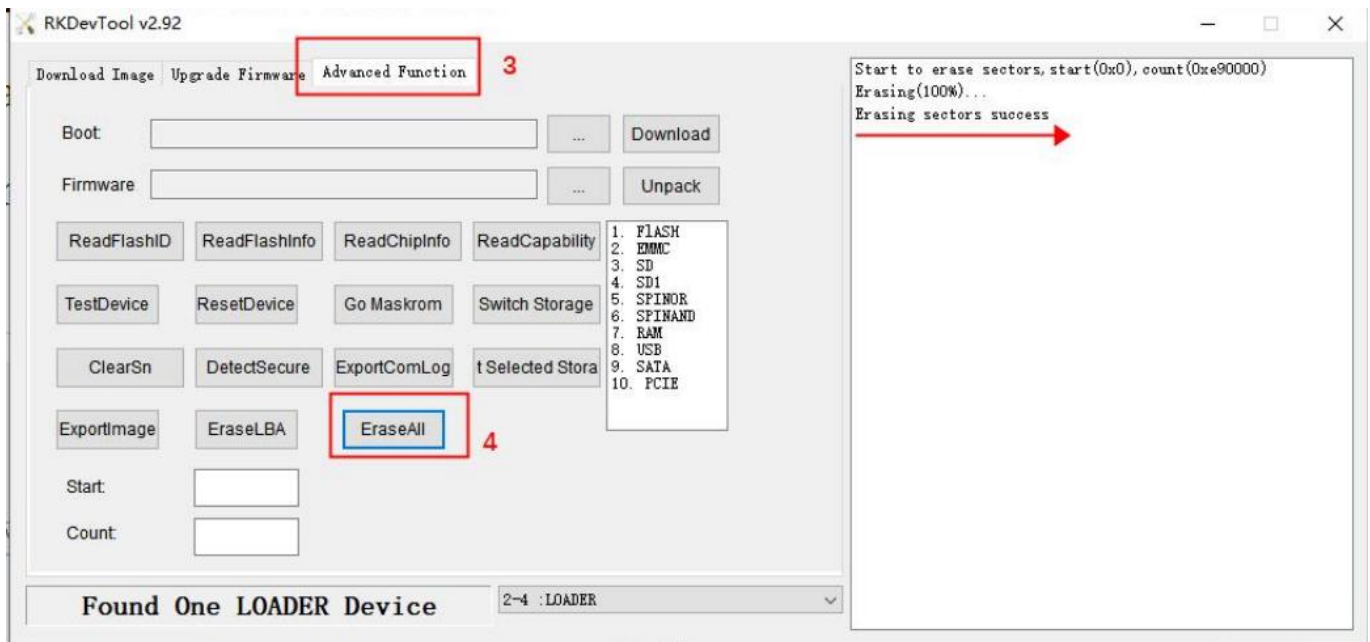 RKDevTool v2.92
Download Image Upgrade Firmware Advanced Function 3
Boot: ... Download
Firmware ... Unpack
ReadFlashID ReadFlashInfo ReadChipInfo ReadCapability
TestDevice ResetDevice Go Maskrom Switch Storage
ClearSn DetectSecure ExportComLog t Selected Stora
ExportImage EraseLBA EraseAll 4
1. FlASH
2. EMMC
3. SD
4. SD1
5. SPINOR
6. SPINAND
7. RAM
8. USB
9. SATA
10. PCIE
Start:
Count:
Found One LOADER Device 2-4 :LOADER
Start to erase sectors,start(0x0),count(0xe90000)
Erasing(100%)...
Erasing sectors success